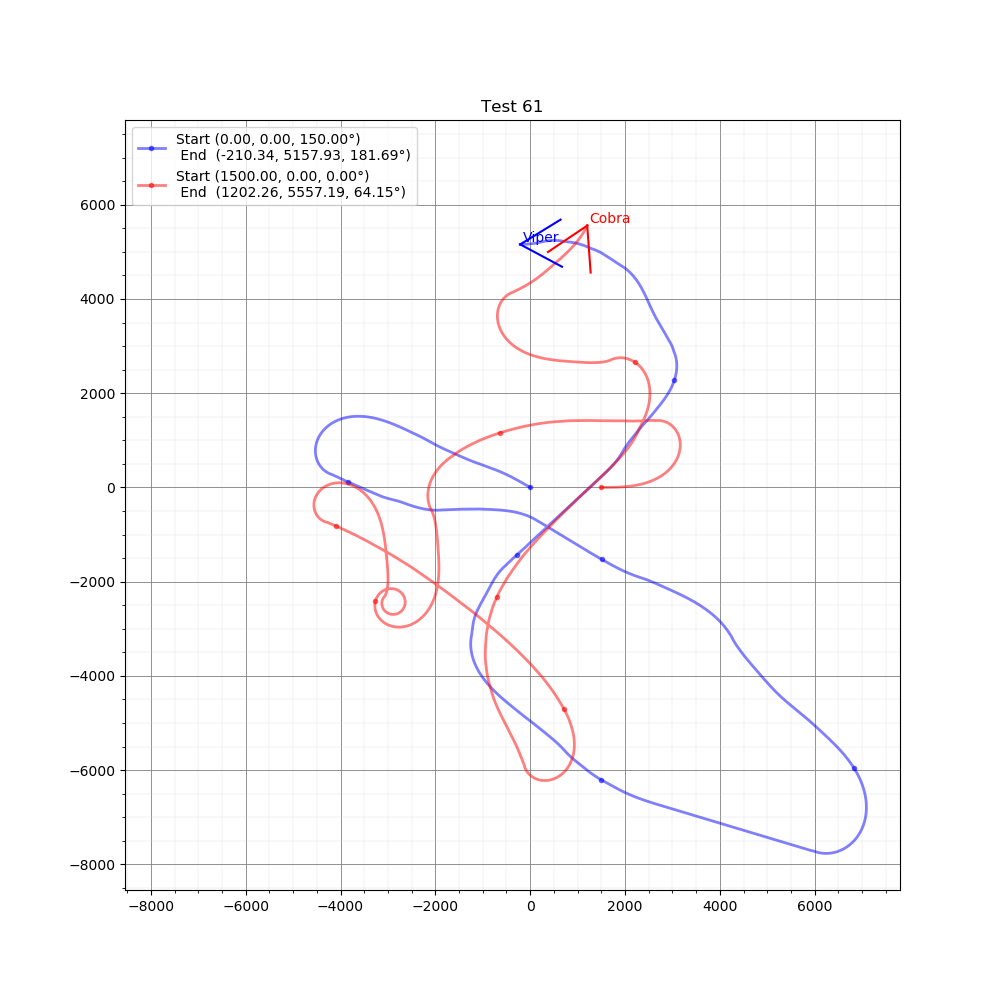 Test 61
Start (0.00, 0.00, 150.00°)
End (-210.34, 5157.93, 181.69°)
Start (1500.00, 0.00, 0.00°)
End (1202.26, 5557.19, 64.15°)
Cobra
Viper
6000
4000
2000
0
−2000
−4000
−6000
−8000
−8000 −6000 −4000 −2000 0 2000 4000 6000